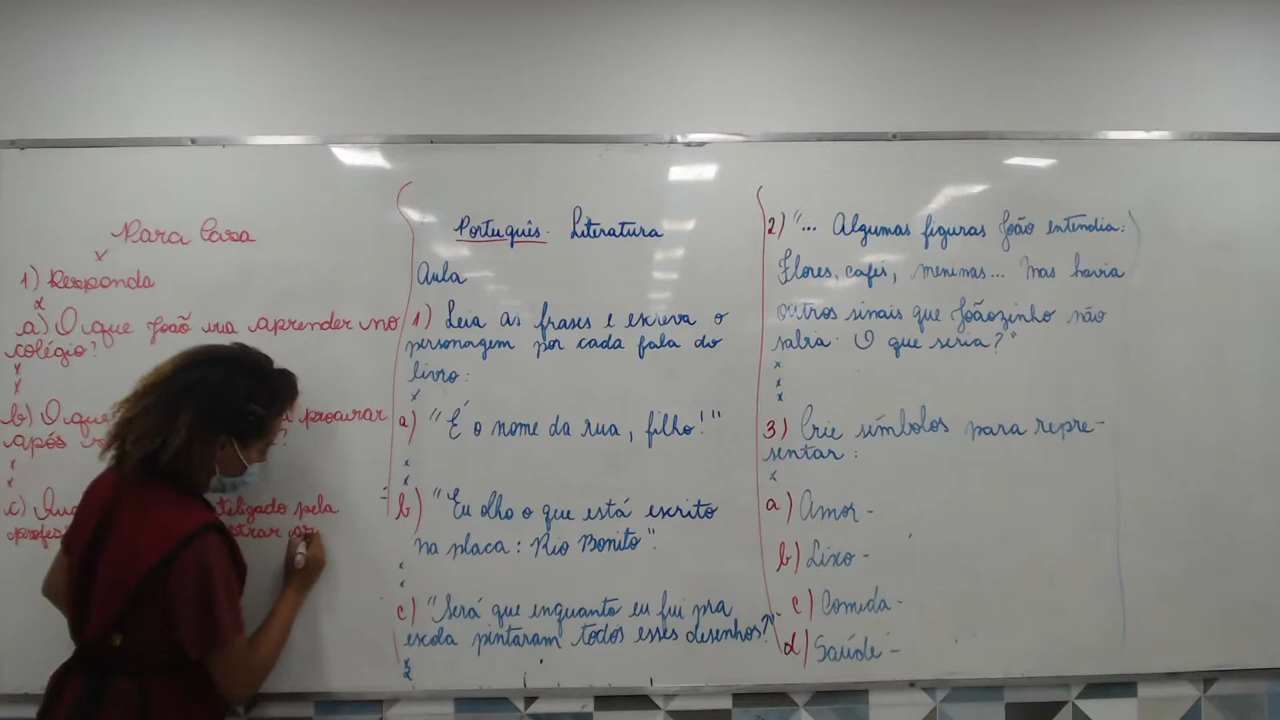 Para Casa
x
1) Responda
x
a) O que João ia aprender no
colégio?
x
x
b) O que procurar
após ?
x
x
c) utilizado pela
Português. Literatura
Aula
1) Leia as frases e escreva o
personagem por cada fala do
livro:
x
a) "É o nome da rua, filho!"
x
x
b) "Eu olho o que está escrito
na placa: Rio Bonito".
x
x
c) "Será que enquanto eu fui pra
escola pintaram todos esses desenhos?"
x
2) "... Algumas figuras João entendia:
Flores, cafés, meninas... Mas havia
outros sinais que Joãozinho não
sabia. O que seria?"
x
x
x
3) Crie símbolos para repre-
sentar:
x
a) Amor -
b) Lixo -
c) Comida -
d) Saúde -